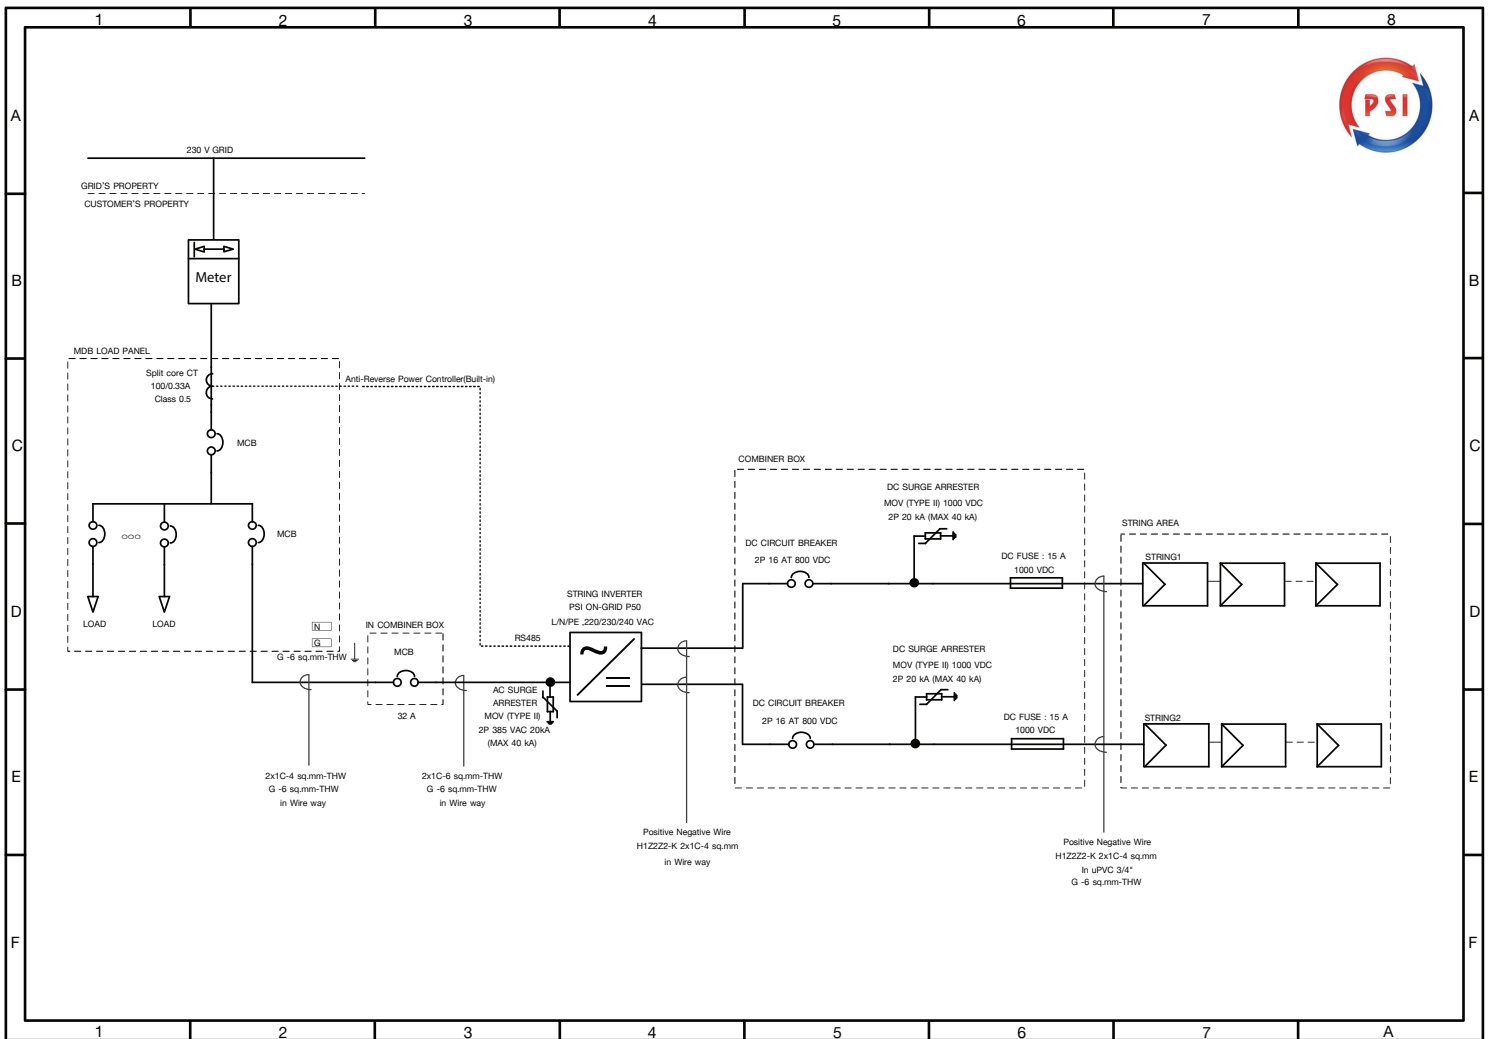 1 2 3 4 5 6 7 8
A A
PSI
230 V GRID
GRID'S PROPERTY
CUSTOMER'S PROPERTY
B B
Meter
MDB LOAD PANEL
Split core CT
100/0.33A
Class 0.5
Anti-Reverse Power Controller(Built-in)
C C
MCB
MCB
LOAD
LOAD
N
G
G -6 sq.mm-THW
D D
IN COMBINER BOX
MCB
32 A
RS485
STRING INVERTER
PSI ON-GRID P50
L/N/PE ,220/230/240 VAC
AC SURGE
ARRESTER
MOV (TYPE II)
2P 385 VAC 20kA
(MAX 40 kA)
COMBINER BOX
DC SURGE ARRESTER
MOV (TYPE II) 1000 VDC
2P 20 kA (MAX 40 kA)
DC CIRCUIT BREAKER
2P 16 AT 800 VDC
DC FUSE : 15 A
1000 VDC
STRING AREA
STRING1
DC SURGE ARRESTER
MOV (TYPE II) 1000 VDC
2P 20 kA (MAX 40 kA)
DC CIRCUIT BREAKER
2P 16 AT 800 VDC
DC FUSE : 15 A
1000 VDC
STRING2
E E
2x1C-4 sq.mm-THW
G -6 sq.mm-THW
in Wire way
2x1C-6 sq.mm-THW
G -6 sq.mm-THW
in Wire way
Positive Negative Wire
H1Z2Z2-K 2x1C-4 sq.mm
in Wire way
Positive Negative Wire
H1Z2Z2-K 2x1C-4 sq.mm
In uPVC 3/4"
G -6 sq.mm-THW
F F
1 2 3 4 5 6 7 A